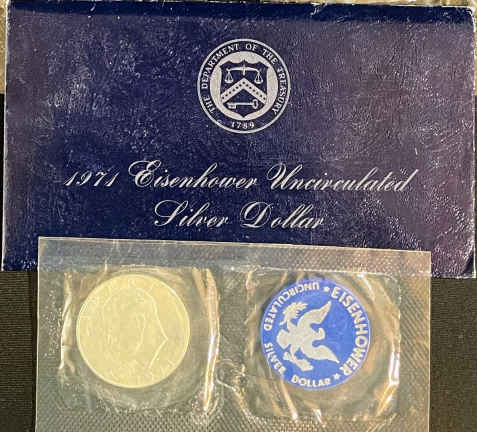 THE DEPARTMENT OF THE TREASURY
1789
1971 Eisenhower Uncirculated
Silver Dollar
EISENHOWER
UNCIRCULATED
SILVER
DOLLAR